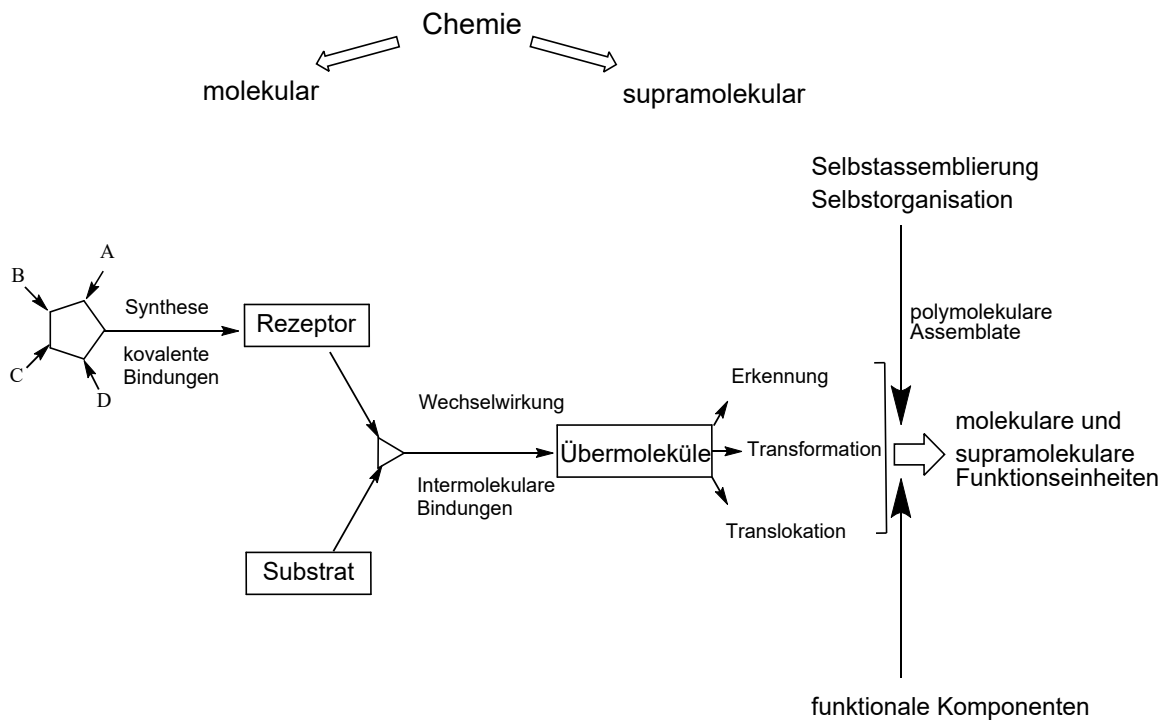 Chemie
molekular
supramolekular
Selbstassemblierung
Selbstorganisation
A
B
C
D
Synthese
kovalente
Bindungen
Rezeptor
Substrat
Wechselwirkung
Intermolekulare
Bindungen
Übermoleküle
Erkennung
Transformation
Translokation
polymolekulare
Assemblate
molekulare und
supramolekulare
Funktionseinheiten
funktionale Komponenten